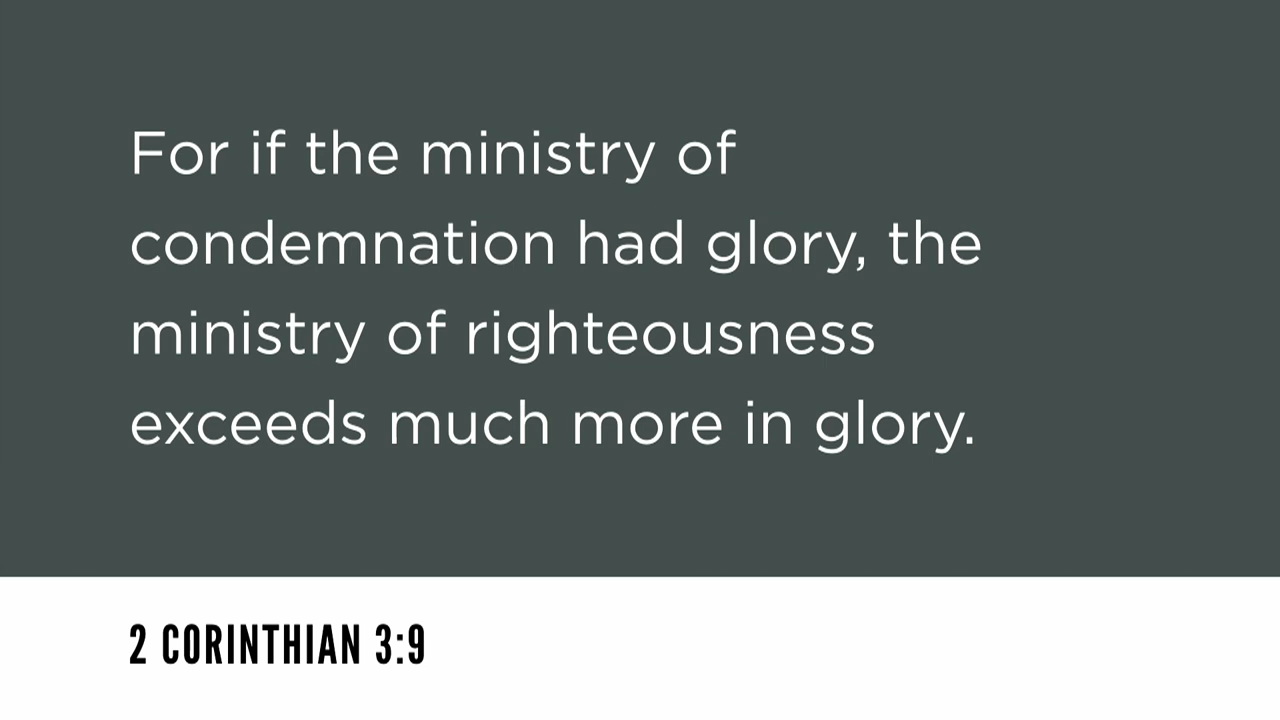 For if the ministry of
condemnation had glory, the
ministry of righteousness
exceeds much more in glory.
2 CORINTHIAN 3:9